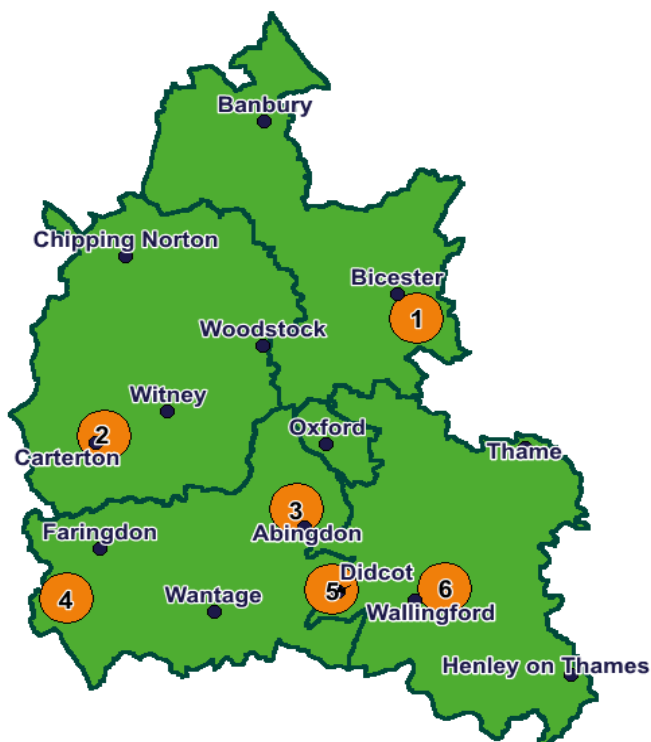 Banbury
Chipping Norton
Bicester
1
Woodstock
Witney
2
Carterton
Oxford
Thame
3
Abingdon
Faringdon
Didcot
4
Wantage
5
6
Wallingford
Henley on Thames